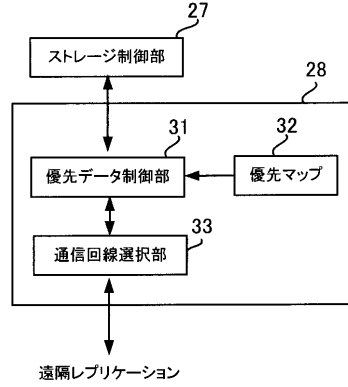 27
ストレージ制御部
28
31
32
優先データ制御部
優先マップ
33
通信回線選択部
遠隔レプリケーション